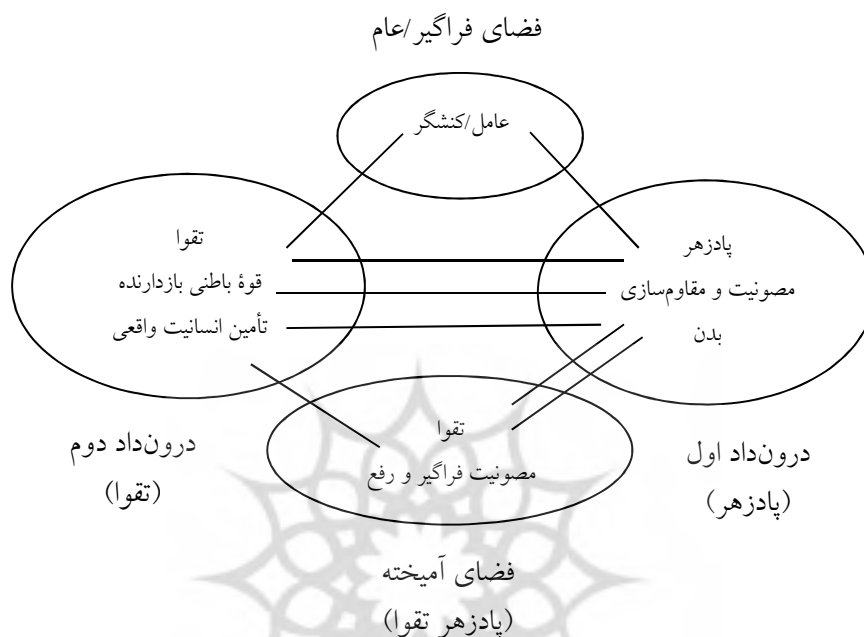 فضای فراگیر/عام
عامل/کنشگر
پادزهر
مصونیت و مقاوم‌سازی
بدن
تقوا
قوهٔ باطنی بازدارنده
تأمین انسانیت واقعی
تقوا
مصونیت فراگیر و رفع
درون‌داد اول
(پادزهر)
درون‌داد دوم
(تقوا)
فضای آمیخته
(پادزهر تقوا)